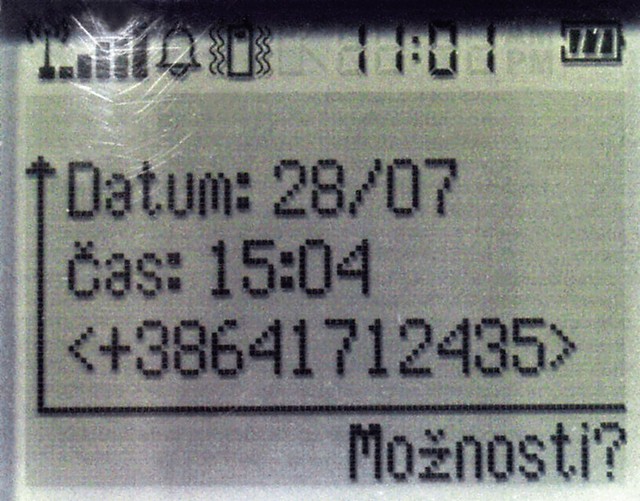 11:01
Datum: 28/07
Čas: 15:04
<+38641712435>
Možnosti?